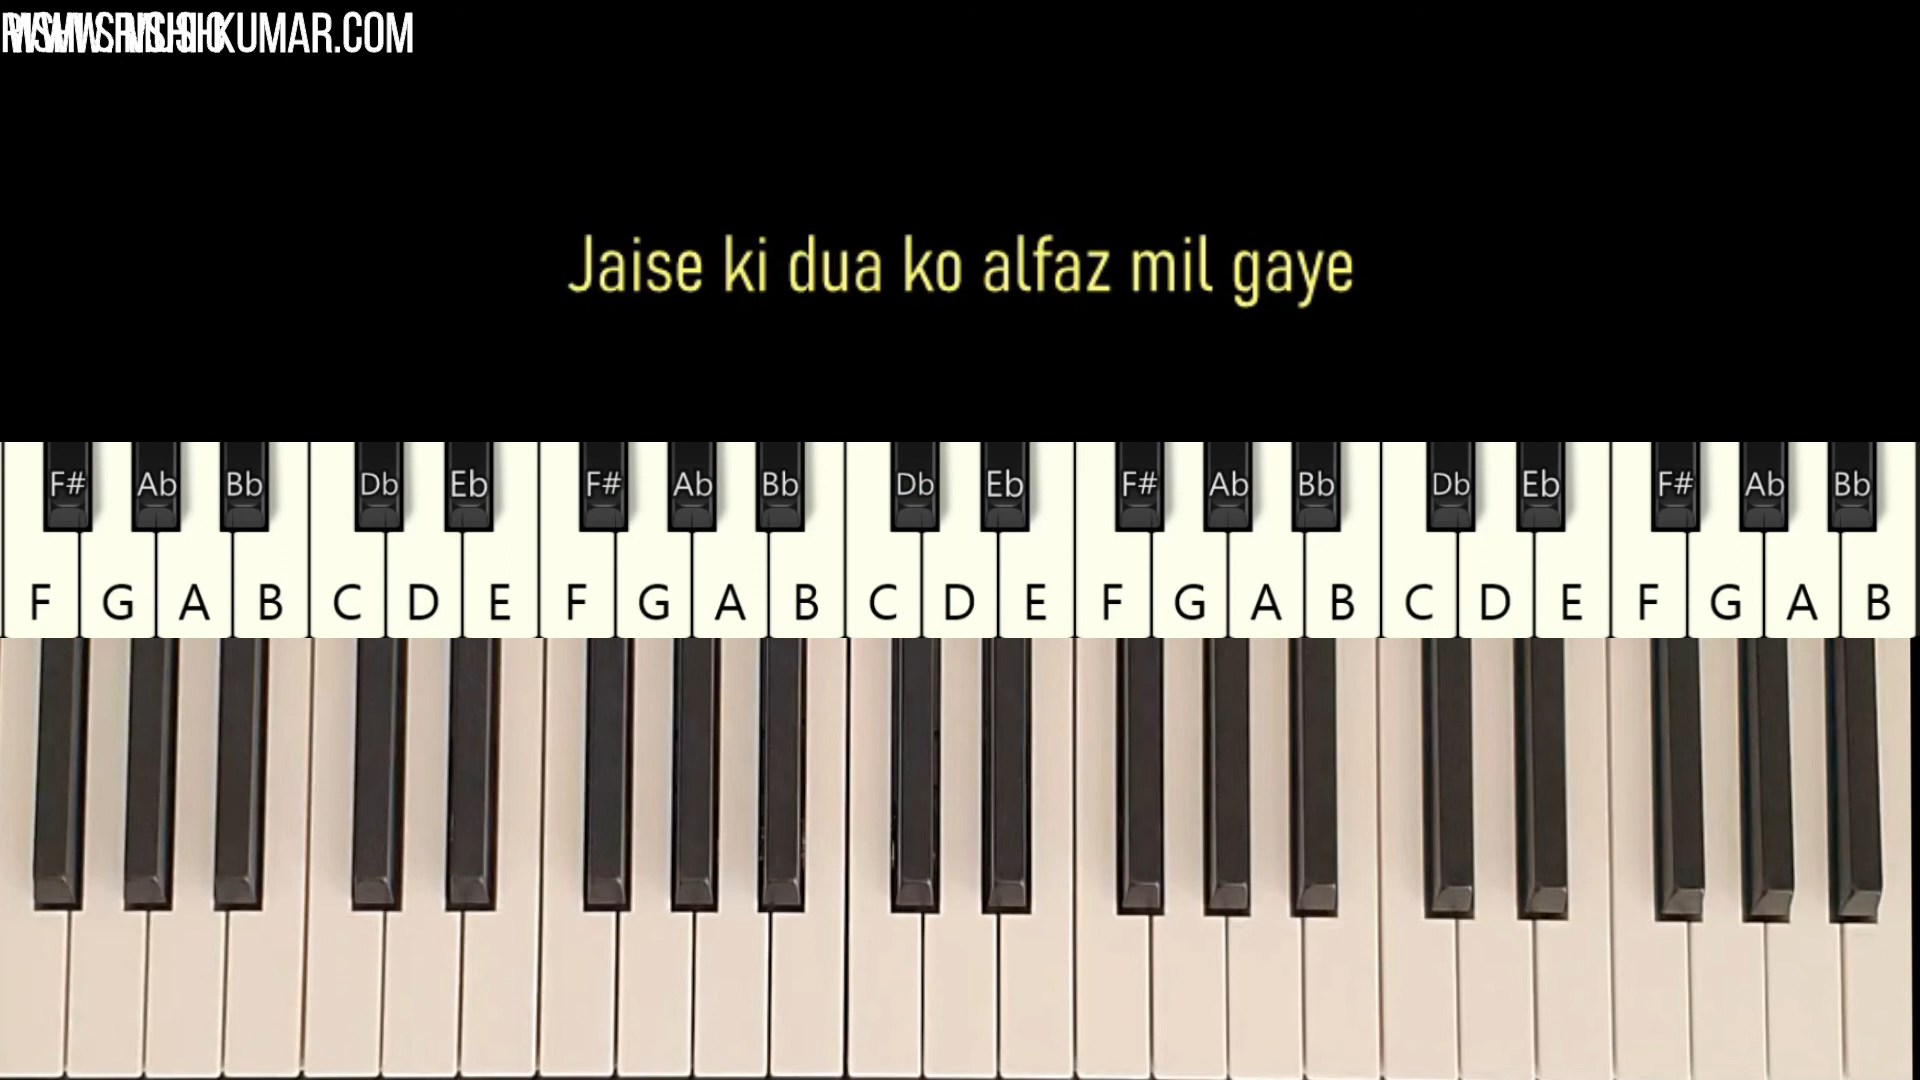 KUMAR.COM
Jaise ki dua ko alfaz mil gaye
F# Ab Bb Db Eb F# Ab Bb Db Eb F# Ab Bb Db Eb F# Ab Bb
F G A B C D E F G A B C D E F G A B C D E F G A B